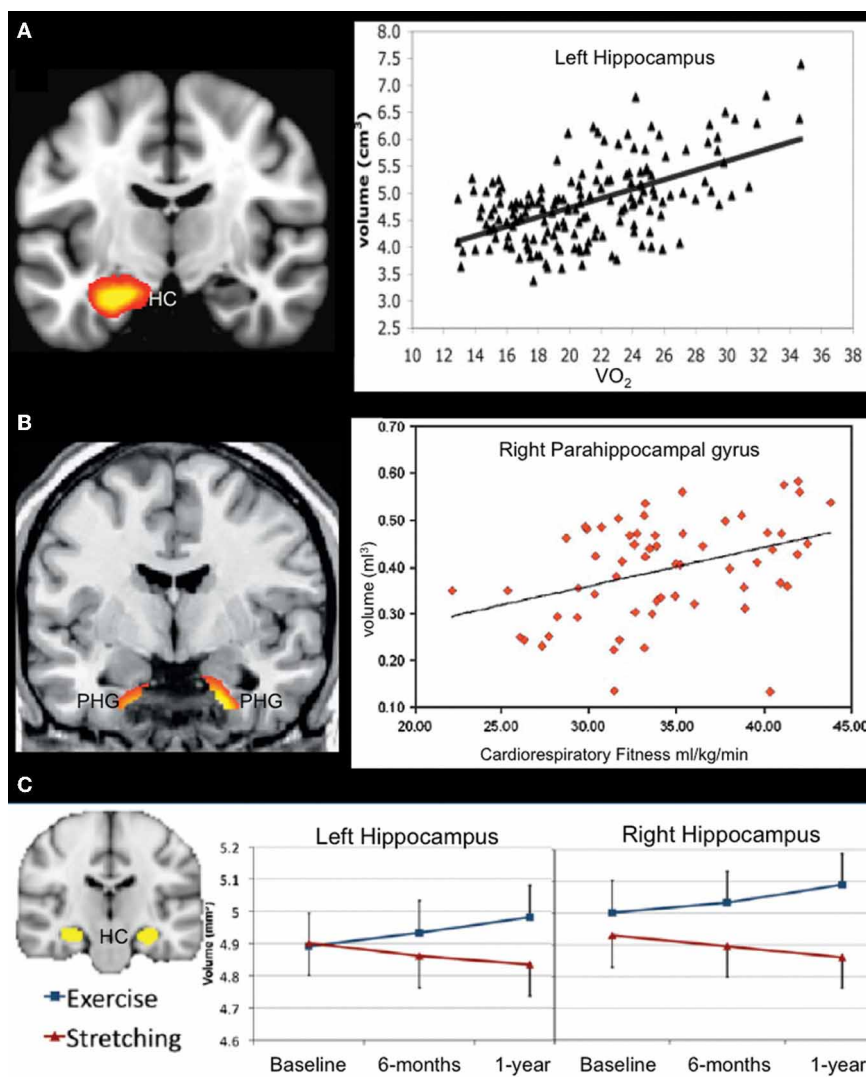 A
Left Hippocampus
volume (cm³)
8.0
7.5
7.0
6.5
6.0
5.5
5.0
4.5
4.0
3.5
3.0
2.5
10 12 14 16 18 20 22 24 26 28 30 32 34 36 38
VO₂
HC
B
Right Parahippocampal gyrus
volume (ml³)
0.70
0.60
0.50
0.40
0.30
0.20
0.10
20.00 25.00 30.00 35.00 40.00 45.00
Cardiorespiratory Fitness ml/kg/min
PHG PHG
C
HC
Exercise
Stretching
Left Hippocampus Right Hippocampus
Volume (mm³)
5.2
5.1
5
4.9
4.8
4.7
4.6
Baseline 6-months 1-year Baseline 6-months 1-year